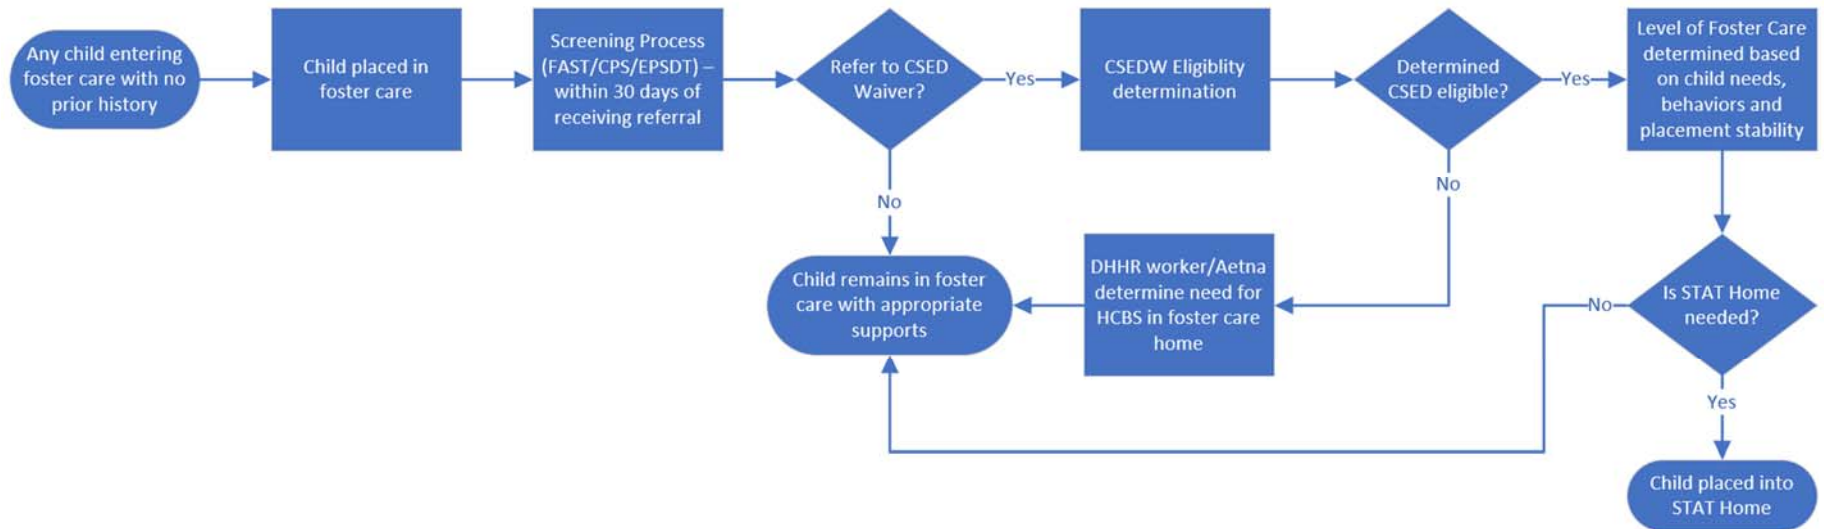 Any child entering
foster care with no
prior history
Child placed in
foster care
Screening Process
(FAST/CPS/EPSDT) –
within 30 days of
receiving referral
Refer to CSED
Waiver?
Yes
CSEDW Eligiblity
determination
Determined
CSED eligible?
Yes
Level of Foster Care
determined based
on child needs,
behaviors and
placement stability
No
No
Child remains in foster
care with appropriate
supports
DHHR worker/Aetna
determine need for
HCBS in foster care
home
No
Is STAT Home
needed?
Yes
Child placed into
STAT Home